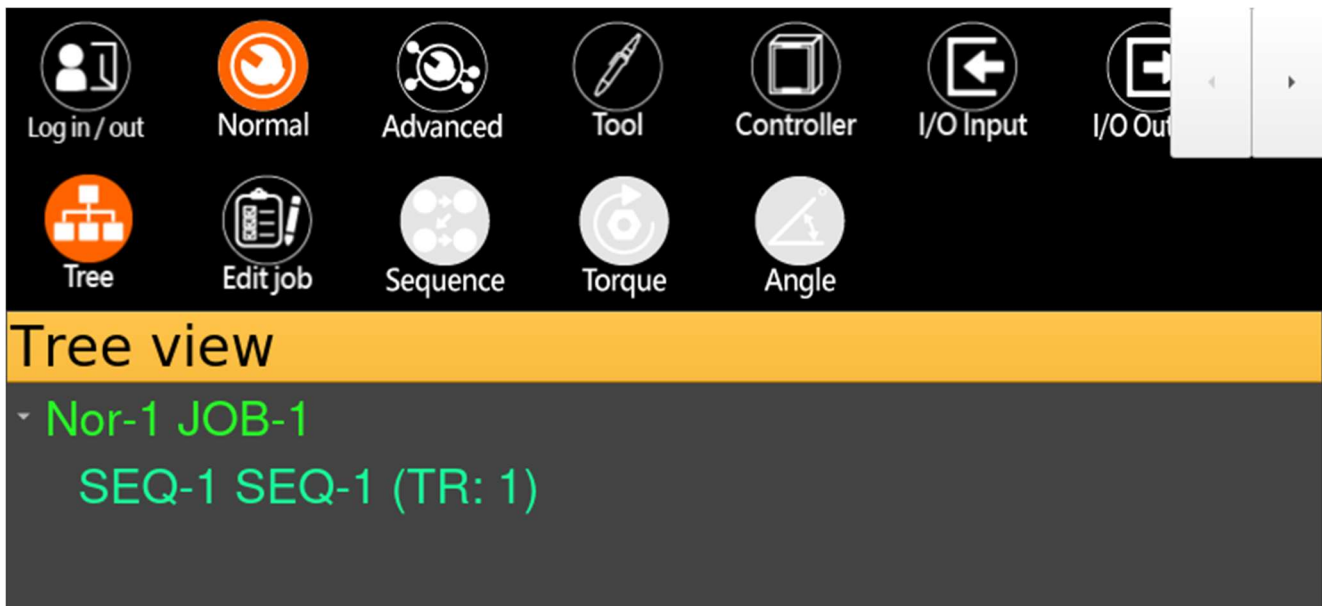 Log in / out Normal Advanced Tool Controller I/O Input I/O Out
Tree Edit job Sequence Torque Angle
Tree view
Nor-1 JOB-1
SEQ-1 SEQ-1 (TR: 1)